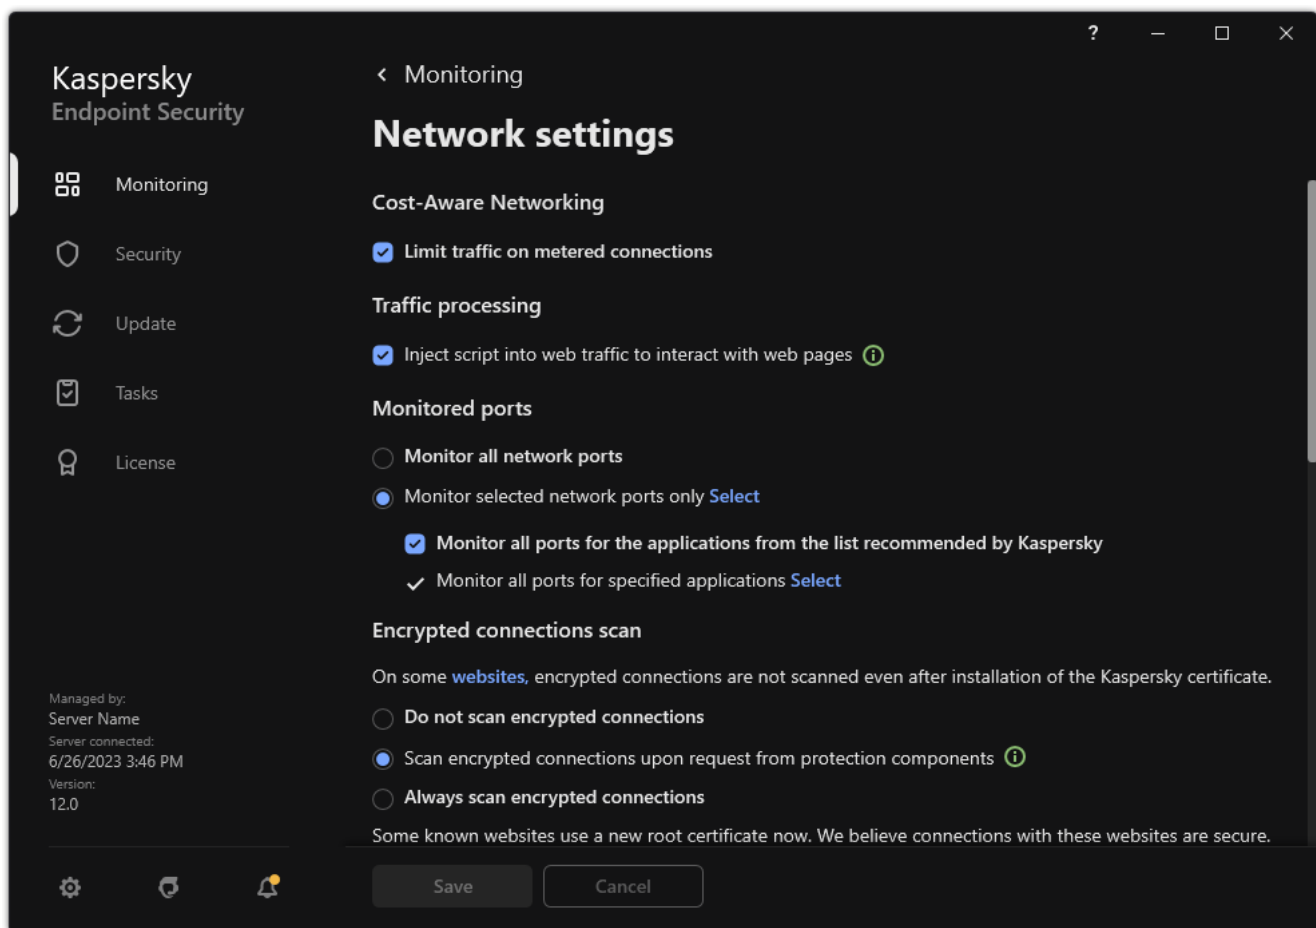 ?
Kaspersky
Endpoint Security
Monitoring
Security
Update
Tasks
License
Managed by:
Server Name
Server connected:
6/26/2023 3:46 PM
Version:
12.0
Monitoring
Network settings
Cost-Aware Networking
Limit traffic on metered connections
Traffic processing
Inject script into web traffic to interact with web pages
Monitored ports
Monitor all network ports
Monitor selected network ports only Select
Monitor all ports for the applications from the list recommended by Kaspersky
Monitor all ports for specified applications Select
Encrypted connections scan
On some websites, encrypted connections are not scanned even after installation of the Kaspersky certificate.
Do not scan encrypted connections
Scan encrypted connections upon request from protection components
Always scan encrypted connections
Some known websites use a new root certificate now. We believe connections with these websites are secure.
Save
Cancel